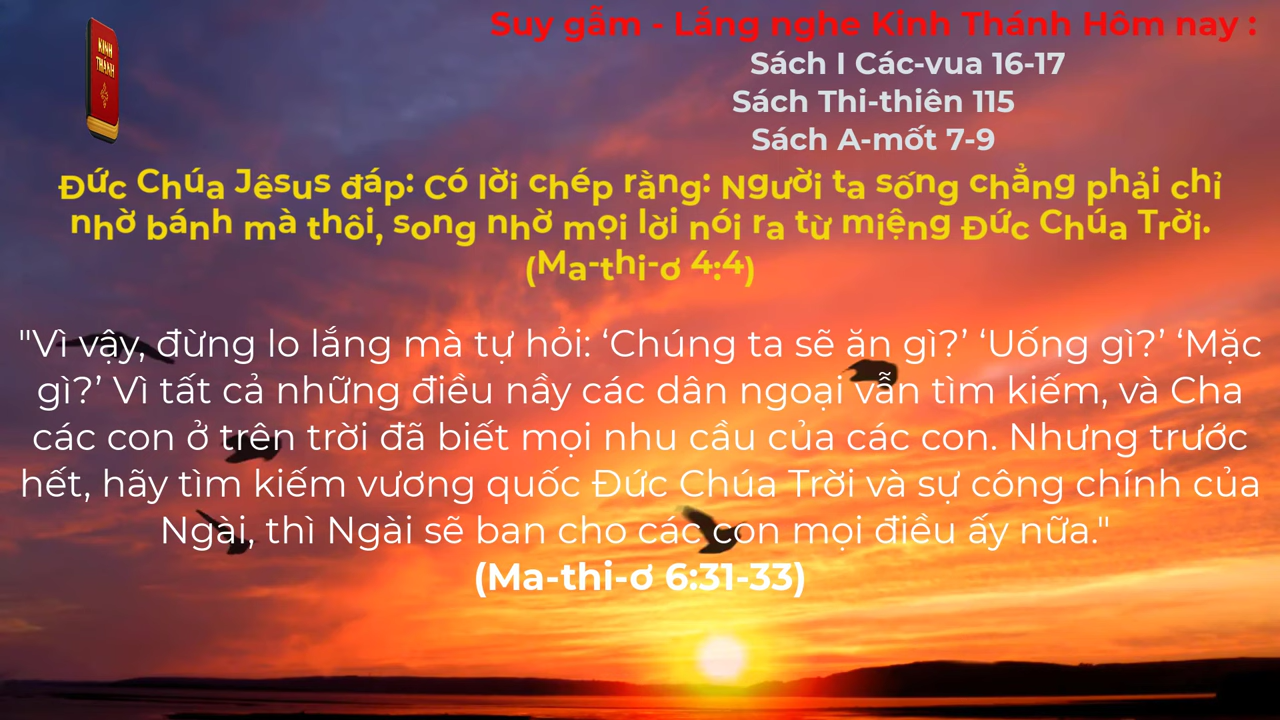 Suy gẫm - Lắng nghe Kinh Thánh Hôm nay :
KINH
THÁNH
Sách I Các-vua 16-17
Sách Thi-thiên 115
Sách A-mốt 7-9
Đức Chúa Jêsus đáp: Có lời chép rằng: Người ta sống chẳng phải chỉ
nhờ bánh mà thôi, song nhờ mọi lời nói ra từ miệng Đức Chúa Trời.
(Ma-thi-ơ 4:4)
"Vì vậy, đừng lo lắng mà tự hỏi: ‘Chúng ta sẽ ăn gì?’ ‘Uống gì?’ ‘Mặc
gì?’ Vì tất cả những điều nầy các dân ngoại vẫn tìm kiếm, và Cha
các con ở trên trời đã biết mọi nhu cầu của các con. Nhưng trước
hết, hãy tìm kiếm vương quốc Đức Chúa Trời và sự công chính của
Ngài, thì Ngài sẽ ban cho các con mọi điều ấy nữa."
(Ma-thi-ơ 6:31-33)